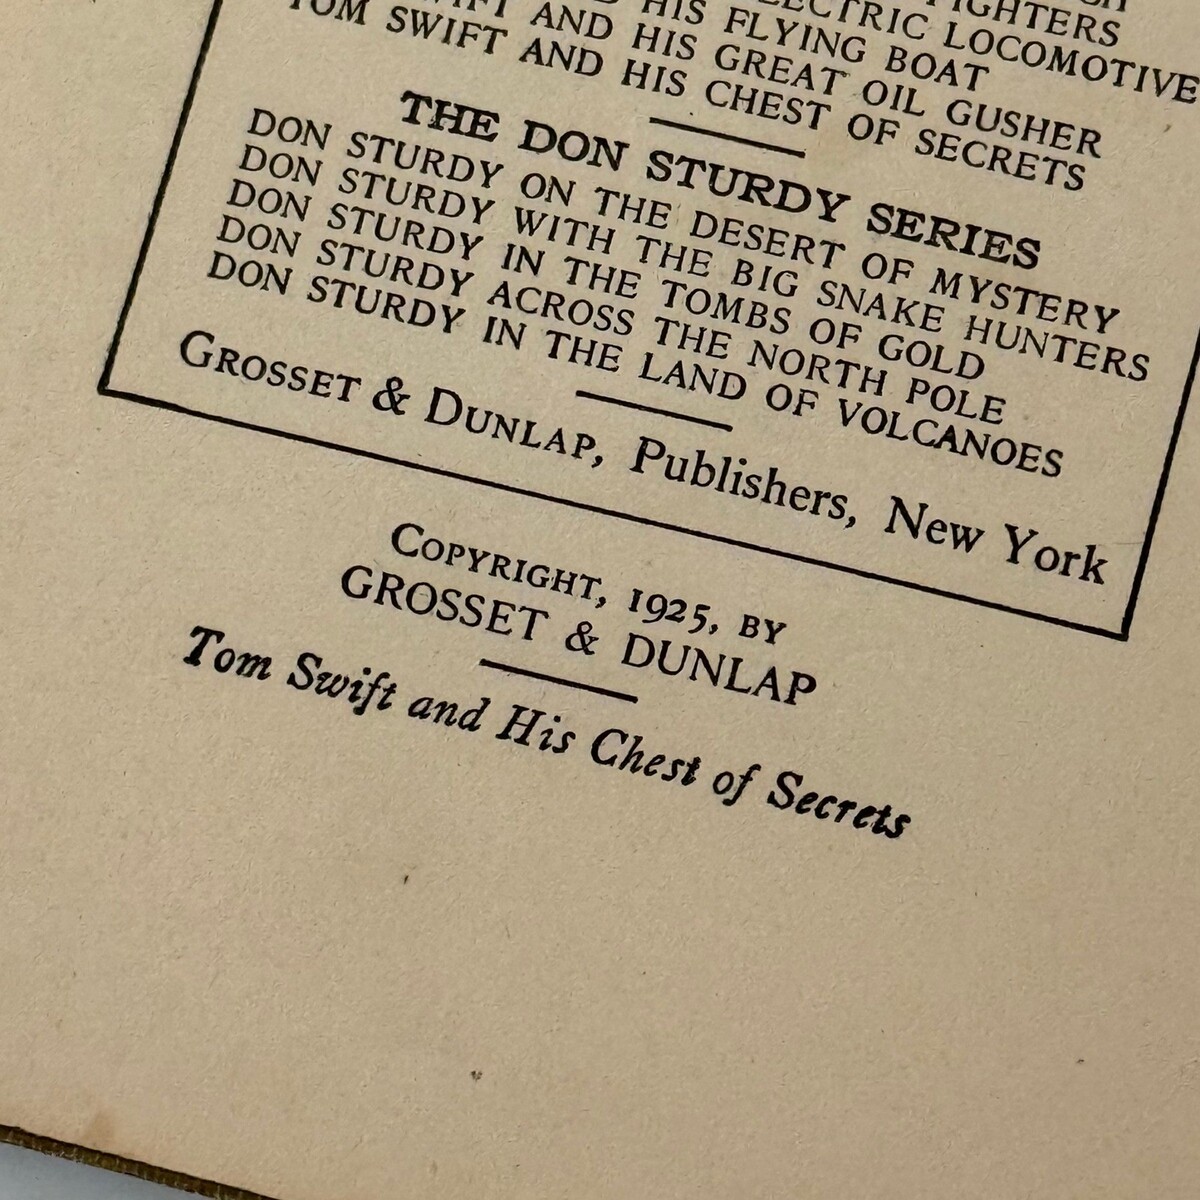 FIGHTERS
ELECTRIC LOCOMOTIVE
HIS FLYING BOAT
AND HIS GREAT OIL GUSHER
TOM SWIFT AND HIS CHEST OF SECRETS
THE DON STURDY SERIES
DON STURDY ON THE DESERT OF MYSTERY
DON STURDY WITH THE BIG SNAKE HUNTERS
DON STURDY IN THE TOMBS OF GOLD
DON STURDY ACROSS THE NORTH POLE
DON STURDY IN THE LAND OF VOLCANOES
GROSSET & DUNLAP, Publishers, New York
COPYRIGHT, 1925, BY
GROSSET & DUNLAP
Tom Swift and His Chest of Secrets